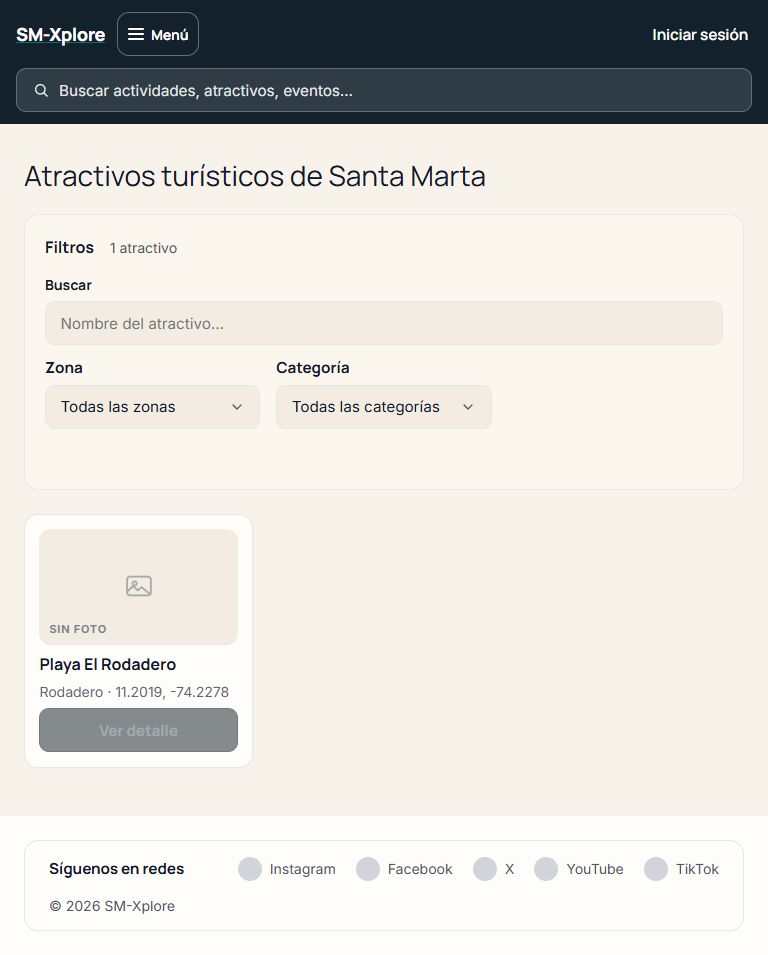 SM-Xplore Menú Iniciar sesión
Buscar actividades, atractivos, eventos...
Atractivos turísticos de Santa Marta
Filtros 1 atractivo
Buscar
Nombre del atractivo...
Zona Categoría
Todas las zonas Todas las categorías
SIN FOTO
Playa El Rodadero
Rodadero · 11.2019, -74.2278
Ver detalle
Síguenos en redes Instagram Facebook X YouTube TikTok
© 2026 SM-Xplore